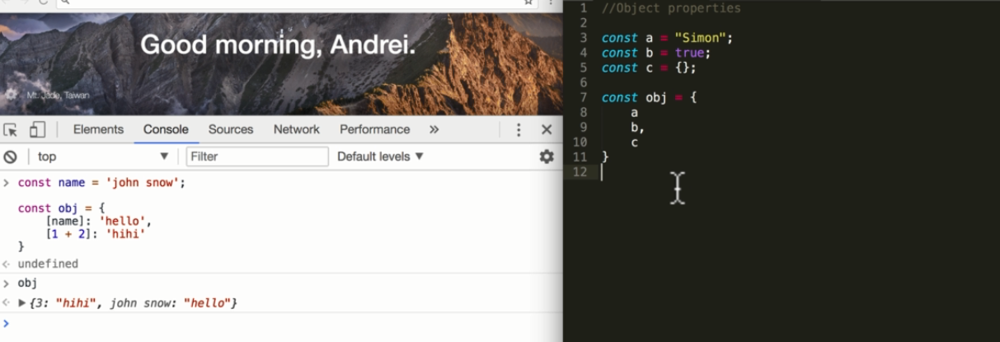 Good morning, Andrei.
Mt. Jade, Taiwan
Elements Console Sources Network Performance »
top ▼ Filter Default levels ▼
> const name = 'john snow';
const obj = {
[name]: 'hello',
[1 + 2]: 'hihi'
}
undefined
> obj
{3: "hihi", john snow: "hello"}
>
1 //Object properties
2
3 const a = "Simon";
4 const b = true;
5 const c = {};
6
7 const obj = {
8 a
9 b,
10 c
11 }
12